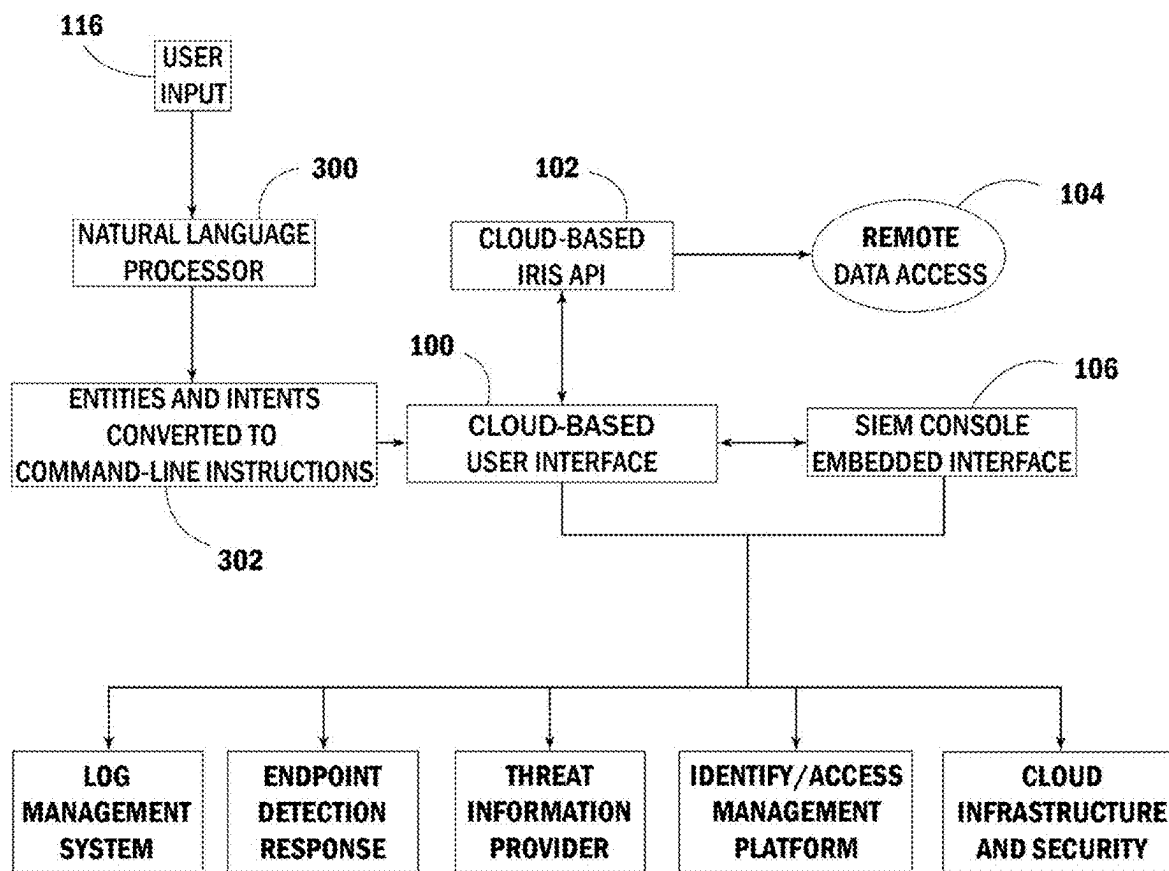 116
USER
INPUT
300
NATURAL LANGUAGE
PROCESSOR
102
CLOUD-BASED
IRIS API
104
REMOTE
DATA ACCESS
ENTITIES AND INTENTS
CONVERTED TO
COMMAND-LINE INSTRUCTIONS
302
100
CLOUD-BASED
USER INTERFACE
106
SIEM CONSOLE
EMBEDDED INTERFACE
LOG
MANAGEMENT
SYSTEM
ENDPOINT
DETECTION
RESPONSE
THREAT
INFORMATION
PROVIDER
IDENTIFY/ACCESS
MANAGEMENT
PLATFORM
CLOUD
INFRASTRUCTURE
AND SECURITY